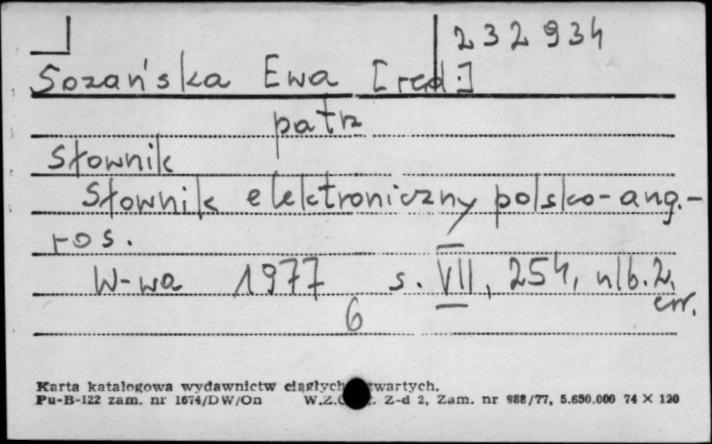 232934
Sozańska Ewa [red.]
patrz
Słownik
Słownik elektroniczny polsko-ang.-
ros.
W-wa 1977 s. VII, 254, nlb. 2,
err.
6
Karta katalogowa wydawnictw ciągłych zwartych.
Pu-B-122 zam. nr 1674/DW/On W.Z. Z-d 2, Zam. nr 988/77, 5.650.000 74 × 120